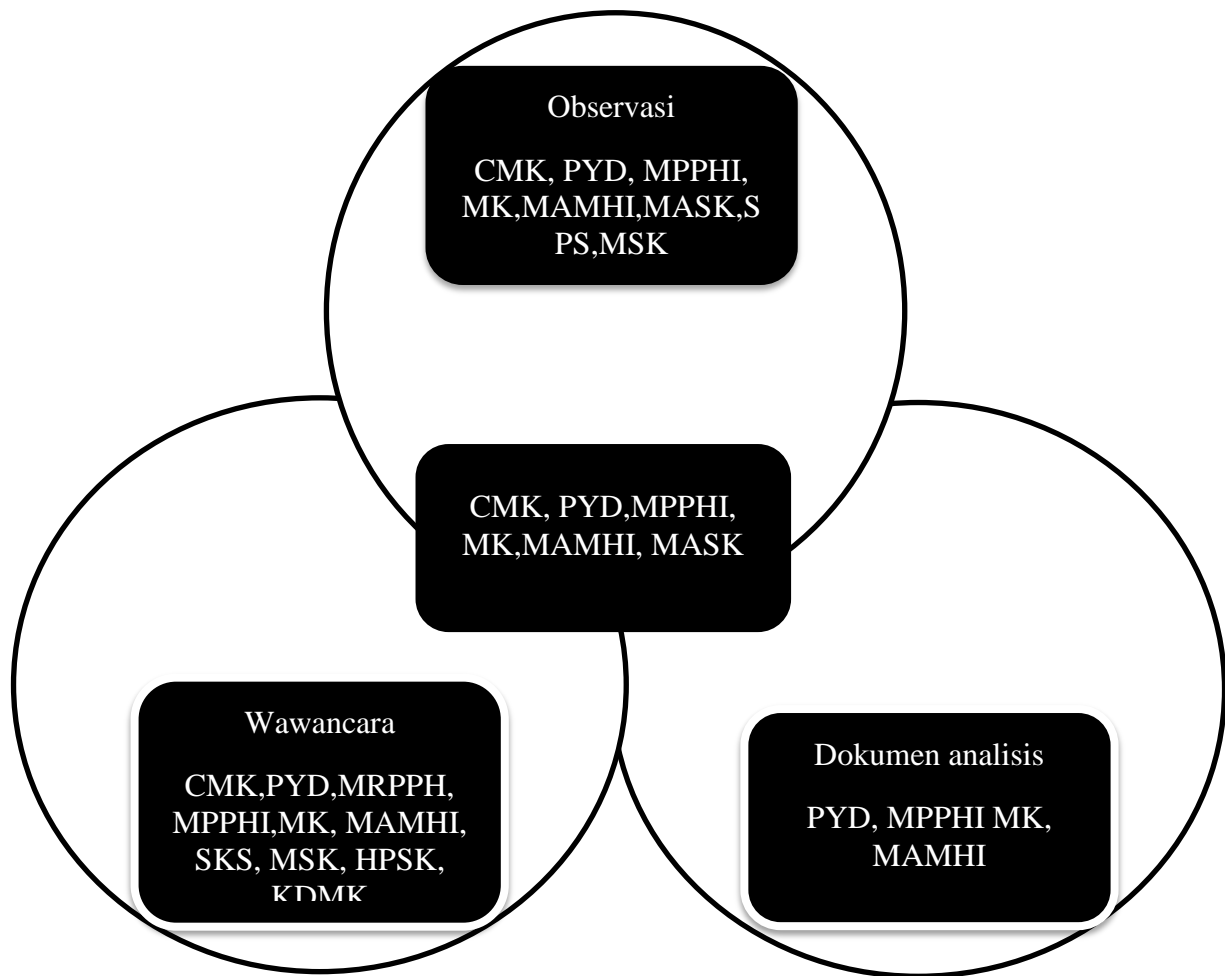 Observasi
CMK, PYD, MPPHI,
MK,MAMHI,MASK,S
PS,MSK
CMK, PYD,MPPHI,
MK,MAMHI, MASK
Wawancara
CMK,PYD,MRPPH,
MPPHI,MK, MAMHI,
SKS, MSK, HPSK,
KDMK
Dokumen analisis
PYD, MPPHI MK,
MAMHI